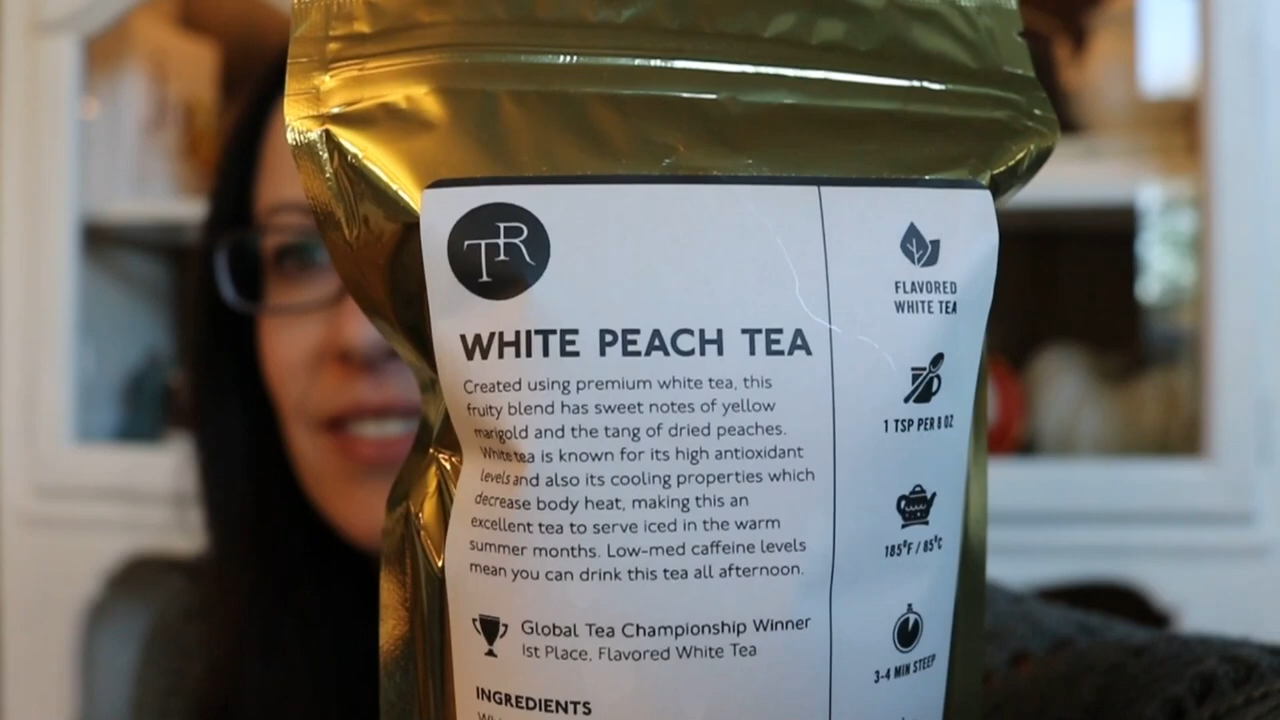 TR
WHITE PEACH TEA
Created using premium white tea, this
fruity blend has sweet notes of yellow
marigold and the tang of dried peaches.
White tea is known for its high antioxidant
levels and also its cooling properties which
decrease body heat, making this an
excellent tea to serve iced in the warm
summer months. Low-med caffeine levels
mean you can drink this tea all afternoon.
Global Tea Championship Winner
1st Place, Flavored White Tea
INGREDIENTS
FLAVORED
WHITE TEA
1 TSP PER 8 OZ
185°F / 85°C
3-4 MIN STEEP